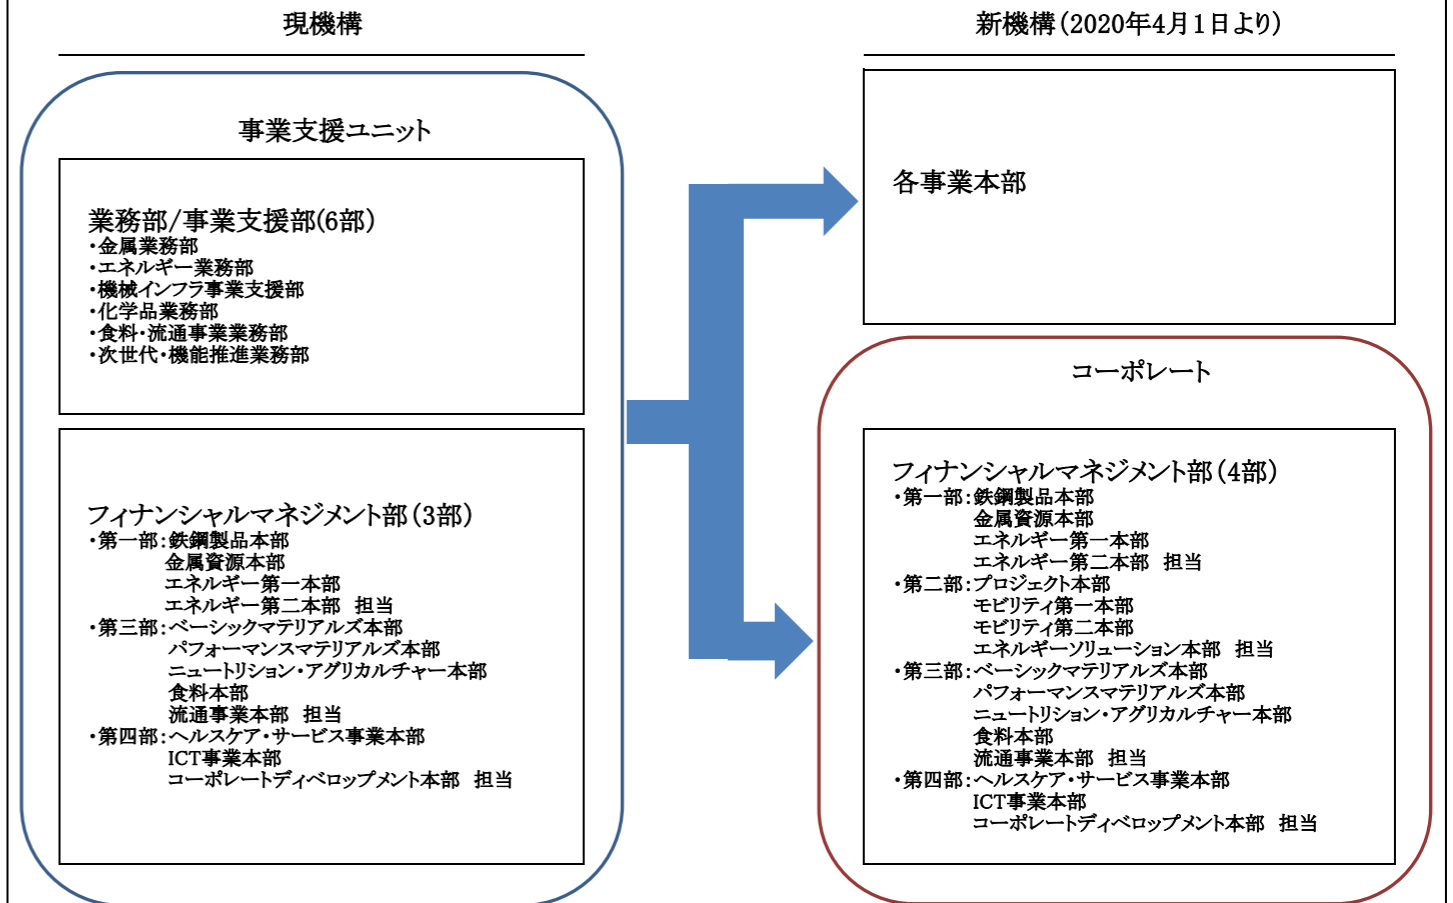 現機構
事業支援ユニット
業務部/事業支援部(6部)
・金属業務部
・エネルギー業務部
・機械インフラ事業支援部
・化学品業務部
・食料・流通事業業務部
・次世代・機能推進業務部
フィナンシャルマネジメント部(3部)
・第一部:鉄鋼製品本部
金属資源本部
エネルギー第一本部
エネルギー第二本部 担当
・第三部:ベーシックマテリアルズ本部
パフォーマンスマテリアルズ本部
ニュートリション・アグリカルチャー本部
食料本部
流通事業本部 担当
・第四部:ヘルスケア・サービス事業本部
ICT事業本部
コーポレートディベロップメント本部 担当
新機構(2020年4月1日より)
各事業本部
コーポレート
フィナンシャルマネジメント部(4部)
・第一部:鉄鋼製品本部
金属資源本部
エネルギー第一本部
エネルギー第二本部 担当
・第二部:プロジェクト本部
モビリティ第一本部
モビリティ第二本部
エネルギーソリューション本部 担当
・第三部:ベーシックマテリアルズ本部
パフォーマンスマテリアルズ本部
ニュートリション・アグリカルチャー本部
食料本部
流通事業本部 担当
・第四部:ヘルスケア・サービス事業本部
ICT事業本部
コーポレートディベロップメント本部 担当